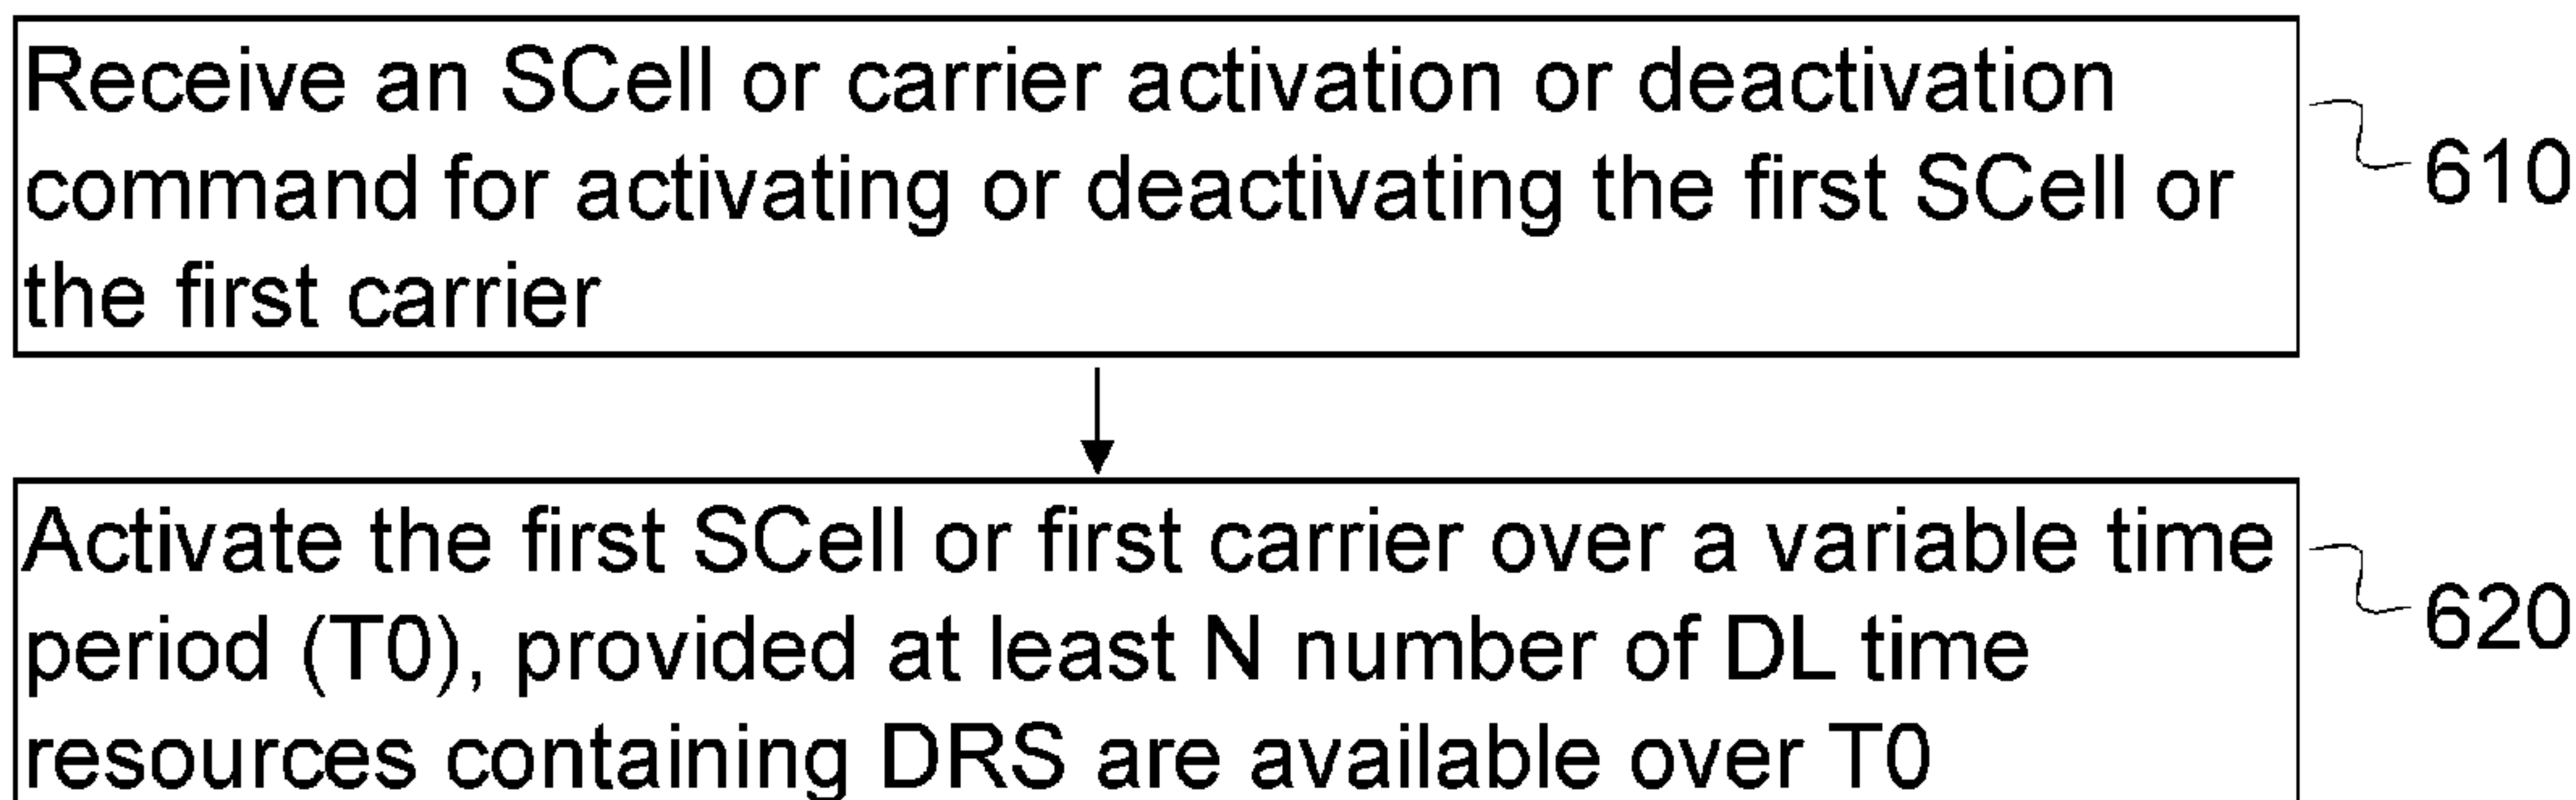 Receive an SCell or carrier activation or deactivation
command for activating or deactivating the first SCell or
the first carrier
610
Activate the first SCell or first carrier over a variable time
period (T0), provided at least N number of DL time
resources containing DRS are available over T0
620